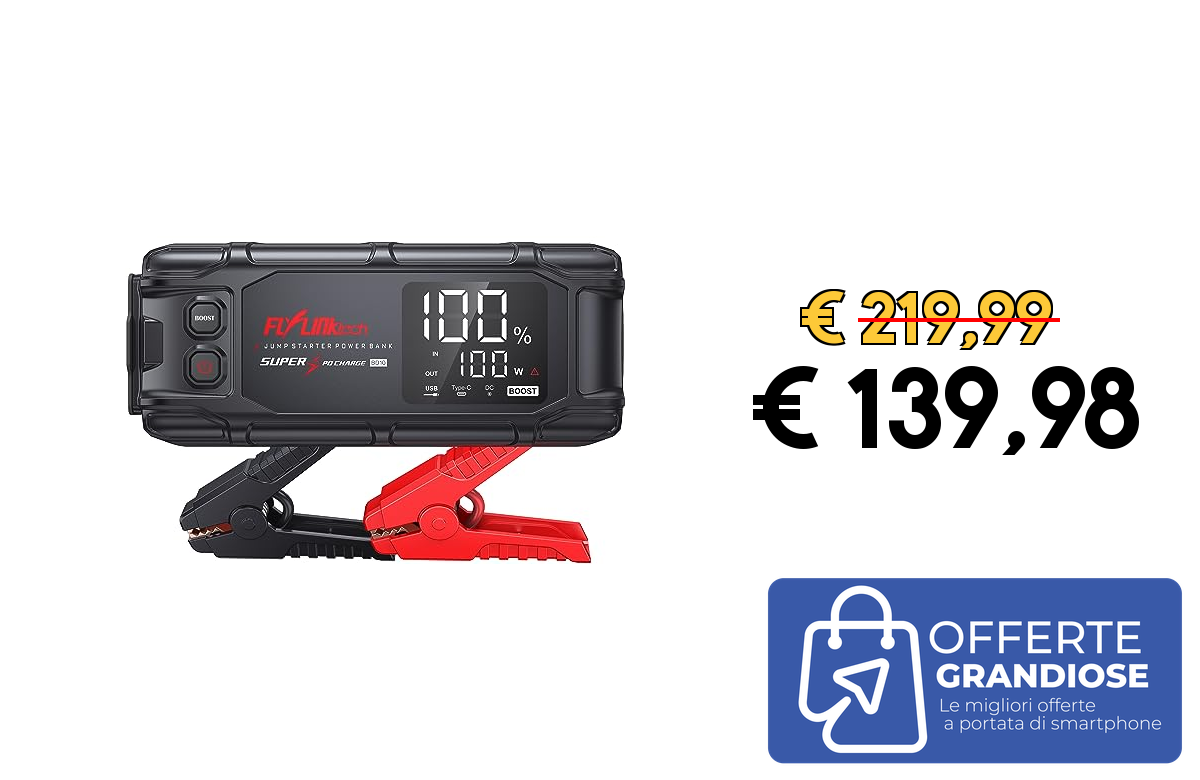 BOOST
FLYLINKtech
JUMP STARTER POWER BANK
SUPER PD CHARGE
100%
IN
OUT 100 W
USB Type-C DC
BOOST
€ 219,99
€ 139,98
OFFERTE
GRANDIOSE
Le migliori offerte
a portata di smartphone